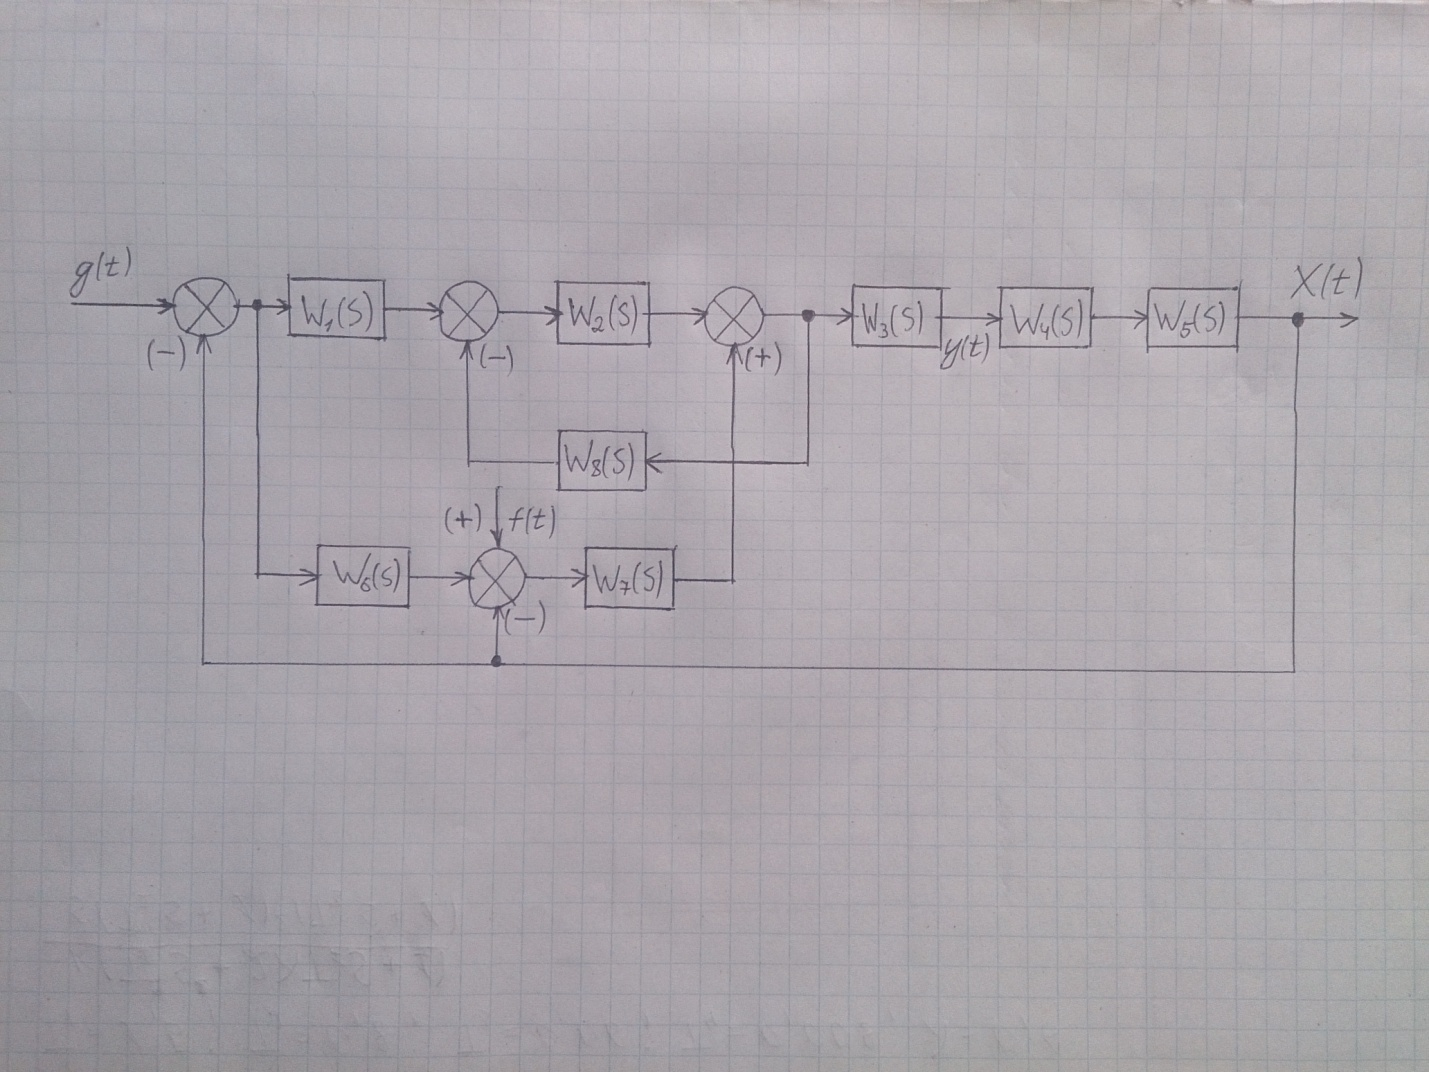 g(t)
X(t)
W₁(S) W₂(S) W₃(S) W₄(S) W₅(S)
y(t)
(-) (-) (+)
W₈(S)
(+) f(t)
W₆(S) W₇(S)
(-)